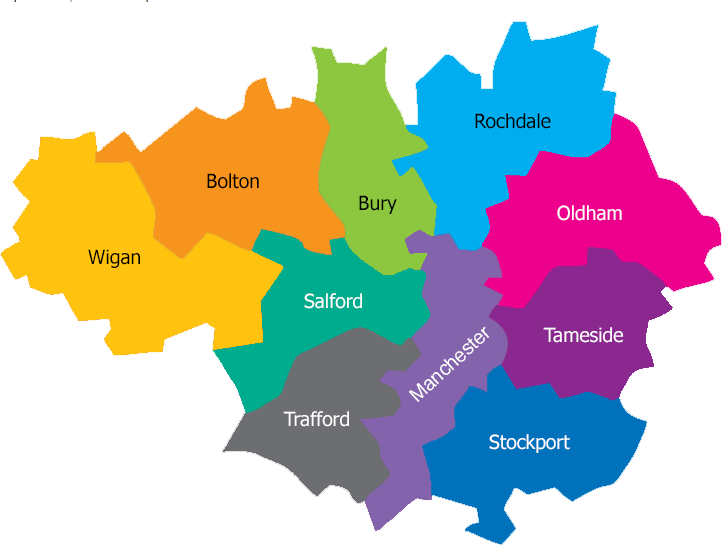 Rochdale
Bolton
Bury
Oldham
Wigan
Salford
Tameside
Manchester
Trafford
Stockport